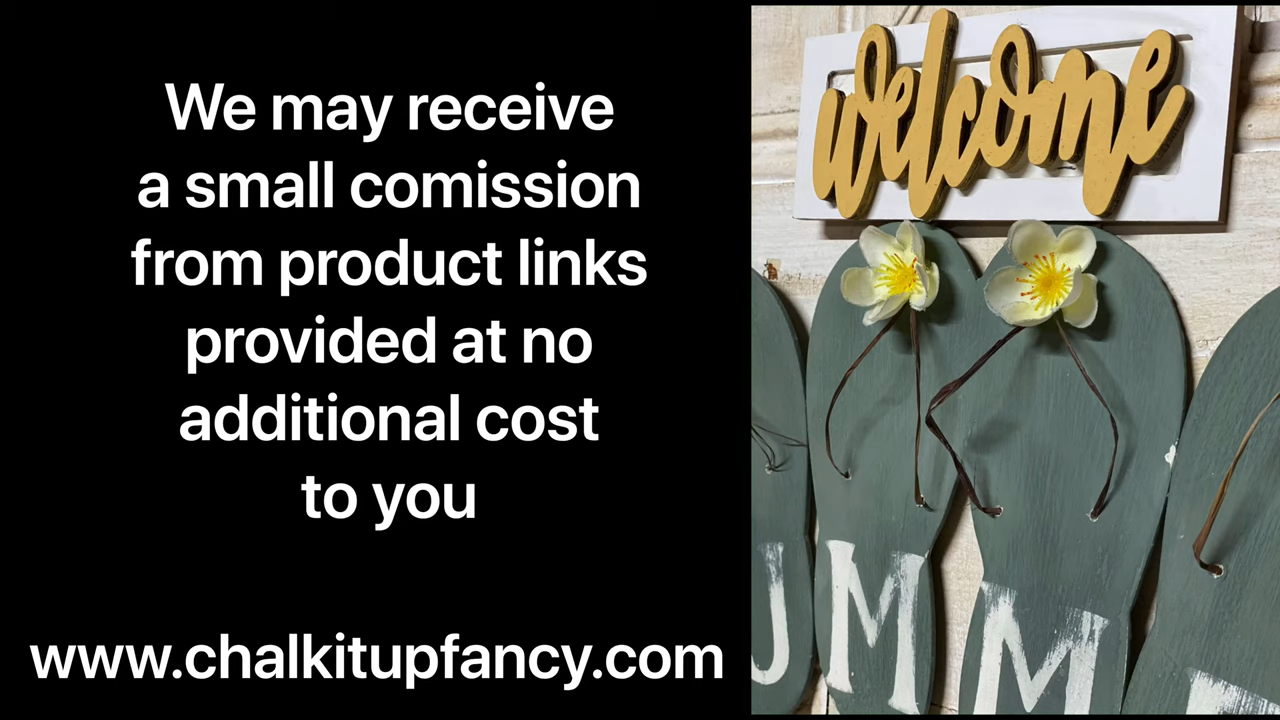 We may receive
a small comission
from product links
provided at no
additional cost
to you
www.chalkitupfancy.com
welcome
UMM